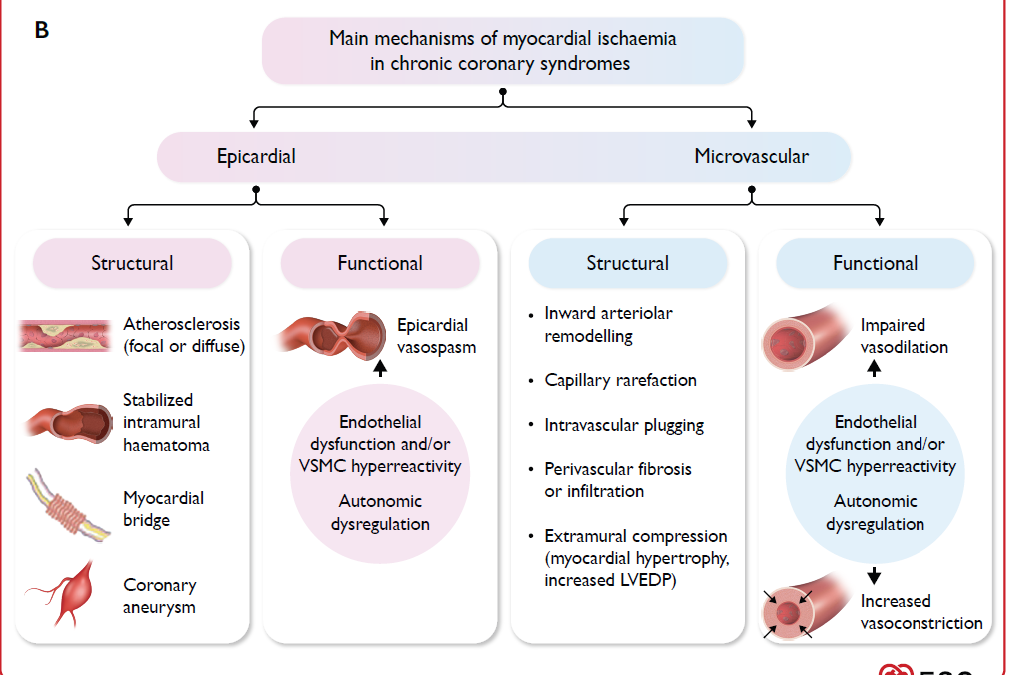 B
Main mechanisms of myocardial ischaemia
in chronic coronary syndromes
Epicardial
Microvascular
Structural
Atherosclerosis
(focal or diffuse)
Stabilized
intramural
haematoma
Myocardial
bridge
Coronary
aneurysm
Functional
Epicardial
vasospasm
Endothelial
dysfunction and/or
VSMC hyperreactivity
Autonomic
dysregulation
Structural
• Inward arteriolar
remodelling
• Capillary rarefaction
• Intravascular plugging
• Perivascular fibrosis
or infiltration
• Extramural compression
(myocardial hypertrophy,
increased LVEDP)
Functional
Impaired
vasodilation
Endothelial
dysfunction and/or
VSMC hyperreactivity
Autonomic
dysregulation
Increased
vasoconstriction